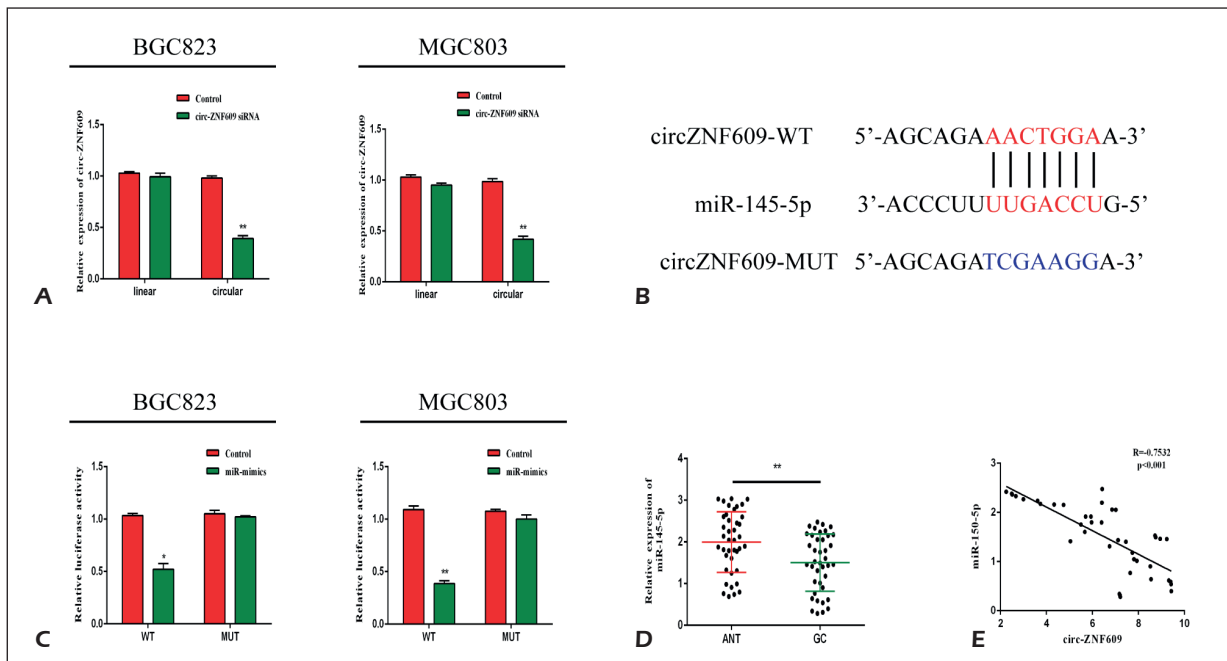 BGC823
Control
circ-ZNF609 siRNA
Relative expression of circ-ZNF609
1.5
1.0
0.5
0.0
**
linear
circular
A
MGC803
Control
circ-ZNF609 siRNA
Relative expression of circ-ZNF609
1.5
1.0
0.5
0.0
**
linear
circular
circZNF609-WT 5’-AGCAGAAACTGGAA-3’
miR-145-5p 3’-ACCCUUUUGACCUG-5’
circZNF609-MUT 5’-AGCAGATCGAAGGA-3’
B
BGC823
Control
miR-mimics
Relative luciferase activity
1.5
1.0
0.5
0.0
*
WT
MUT
C
MGC803
Control
miR-mimics
Relative luciferase activity
1.5
1.0
0.5
0.0
**
WT
MUT
Relative expression of
miR-145-5p
4
3
2
1
0
**
ANT
GC
D
R=-0.7532
p<0.001
miR-150-5p
3
2
1
0
2 4 6 8 10
circ-ZNF609
E